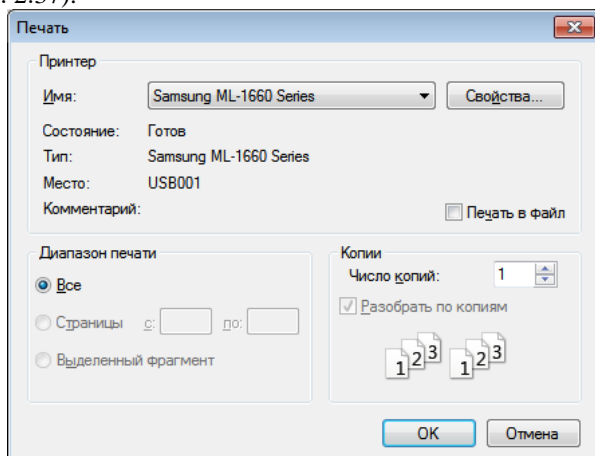 . 2.37).
Печать
Принтер
Имя: Samsung ML-1660 Series Свойства...
Состояние: Готов
Тип: Samsung ML-1660 Series
Место: USB001
Комментарий: Печать в файл
Диапазон печати
Все
Страницы с: по:
Выделенный фрагмент
Копии
Число копий: 1
Разобрать по копиям
1 2 3 1 2 3
OK Отмена